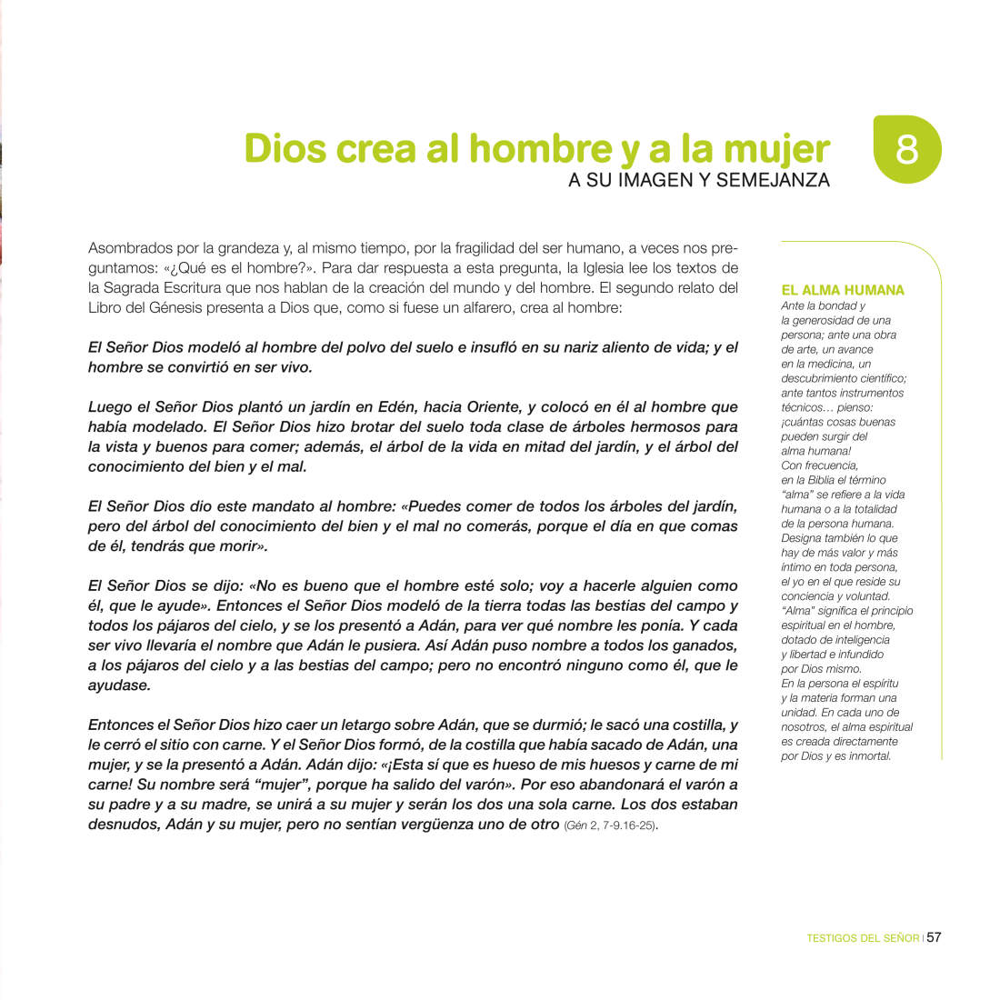 Dios crea al hombre y a la mujer
A SU IMAGEN Y SEMEJANZA
8
Asombrados por la grandeza y, al mismo tiempo, por la fragilidad del ser humano, a veces nos pre-
guntamos: «¿Qué es el hombre?». Para dar respuesta a esta pregunta, la Iglesia lee los textos de
la Sagrada Escritura que nos hablan de la creación del mundo y del hombre. El segundo relato del
Libro del Génesis presenta a Dios que, como si fuese un alfarero, crea al hombre:
El Señor Dios modeló al hombre del polvo del suelo e insufló en su nariz aliento de vida; y el
hombre se convirtió en ser vivo.
Luego el Señor Dios plantó un jardín en Edén, hacia Oriente, y colocó en él al hombre que
había modelado. El Señor Dios hizo brotar del suelo toda clase de árboles hermosos para
la vista y buenos para comer; además, el árbol de la vida en mitad del jardín, y el árbol del
conocimiento del bien y el mal.
El Señor Dios dio este mandato al hombre: «Puedes comer de todos los árboles del jardín,
pero del árbol del conocimiento del bien y el mal no comerás, porque el día en que comas
de él, tendrás que morir».
El Señor Dios se dijo: «No es bueno que el hombre esté solo; voy a hacerle alguien como
él, que le ayude». Entonces el Señor Dios modeló de la tierra todas las bestias del campo y
todos los pájaros del cielo, y se los presentó a Adán, para ver qué nombre les ponía. Y cada
ser vivo llevaría el nombre que Adán le pusiera. Así Adán puso nombre a todos los ganados,
a los pájaros del cielo y a las bestias del campo; pero no encontró ninguno como él, que le
ayudase.
Entonces el Señor Dios hizo caer un letargo sobre Adán, que se durmió; le sacó una costilla, y
le cerró el sitio con carne. Y el Señor Dios formó, de la costilla que había sacado de Adán, una
mujer, y se la presentó a Adán. Adán dijo: «¡Esta sí que es hueso de mis huesos y carne de mi
carne! Su nombre será “mujer”, porque ha salido del varón». Por eso abandonará el varón a
su padre y a su madre, se unirá a su mujer y serán los dos una sola carne. Los dos estaban
desnudos, Adán y su mujer, pero no sentían vergüenza uno de otro (Gén 2, 7-9.16-25).
EL ALMA HUMANA
Ante la bondad y
la generosidad de una
persona; ante una obra
de arte, un avance
en la medicina, un
descubrimiento científico;
ante tantos instrumentos
técnicos… pienso:
¡cuántas cosas buenas
pueden surgir del
alma humana!
Con frecuencia,
en la Biblia el término
“alma” se refiere a la vida
humana o a la totalidad
de la persona humana.
Designa también lo que
hay de más valor y más
íntimo en toda persona,
el yo en el que reside su
conciencia y voluntad.
“Alma” significa el principio
espiritual en el hombre,
dotado de inteligencia
y libertad e infundido
por Dios mismo.
En la persona el espíritu
y la materia forman una
unidad. En cada uno de
nosotros, el alma espiritual
es creada directamente
por Dios y es inmortal.
TESTIGOS DEL SEÑOR | 57